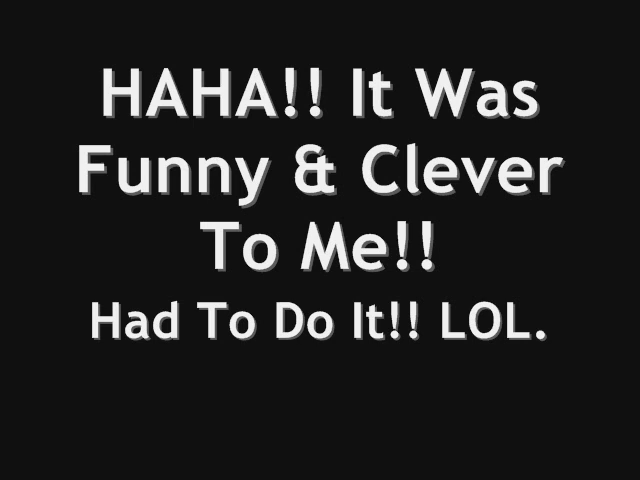 HAHA!! It Was
Funny & Clever
To Me!!
Had To Do It!! LOL.